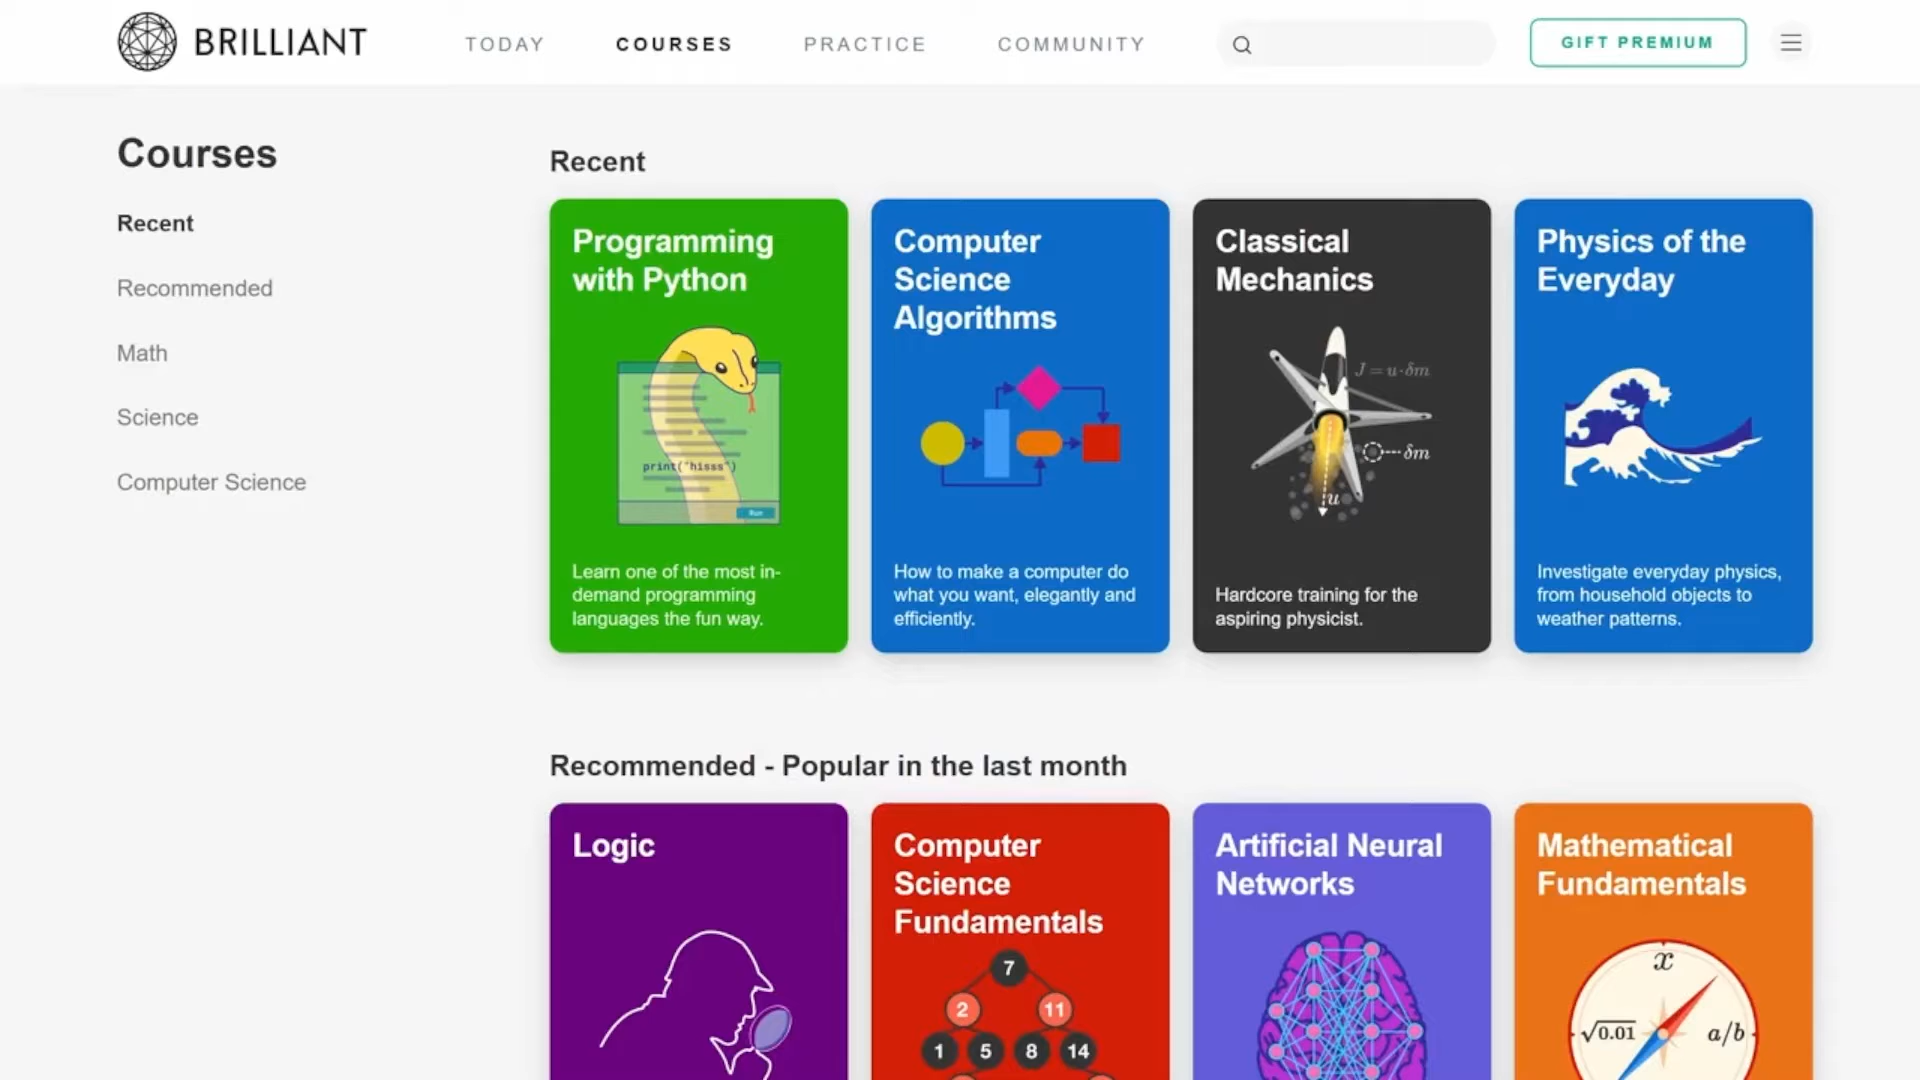 BRILLIANT
TODAY
COURSES
PRACTICE
COMMUNITY
GIFT PREMIUM
Courses
Recent
Recommended
Math
Science
Computer Science
Recent
Programming
with Python
print("hisss")
Run
Learn one of the most in-
demand programming
languages the fun way.
Computer
Science
Algorithms
How to make a computer do
what you want, elegantly and
efficiently.
Classical
Mechanics
J = u·δm
δm
u
Hardcore training for the
aspiring physicist.
Physics of the
Everyday
Investigate everyday physics,
from household objects to
weather patterns.
Recommended - Popular in the last month
Logic
Computer
Science
Fundamentals
7
2 11
1 5 8 14
Artificial Neural
Networks
Mathematical
Fundamentals
x
√0.01 a/b